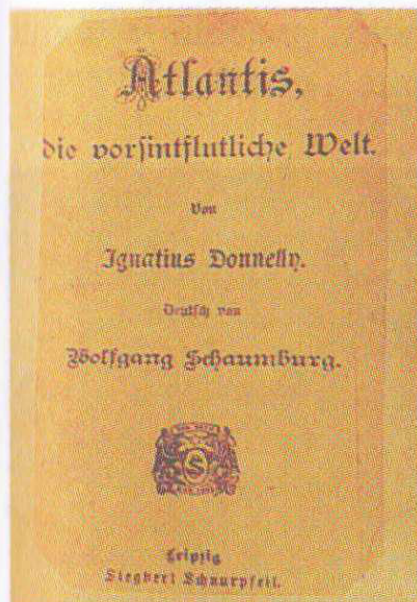 Atlantis,
die vorsintflutliche Welt.
Von
Ignatius Donnelly.
Deutsch von
Wolfgang Schaumburg.
S
Leipzig
Siegbert Schnurpfeil.